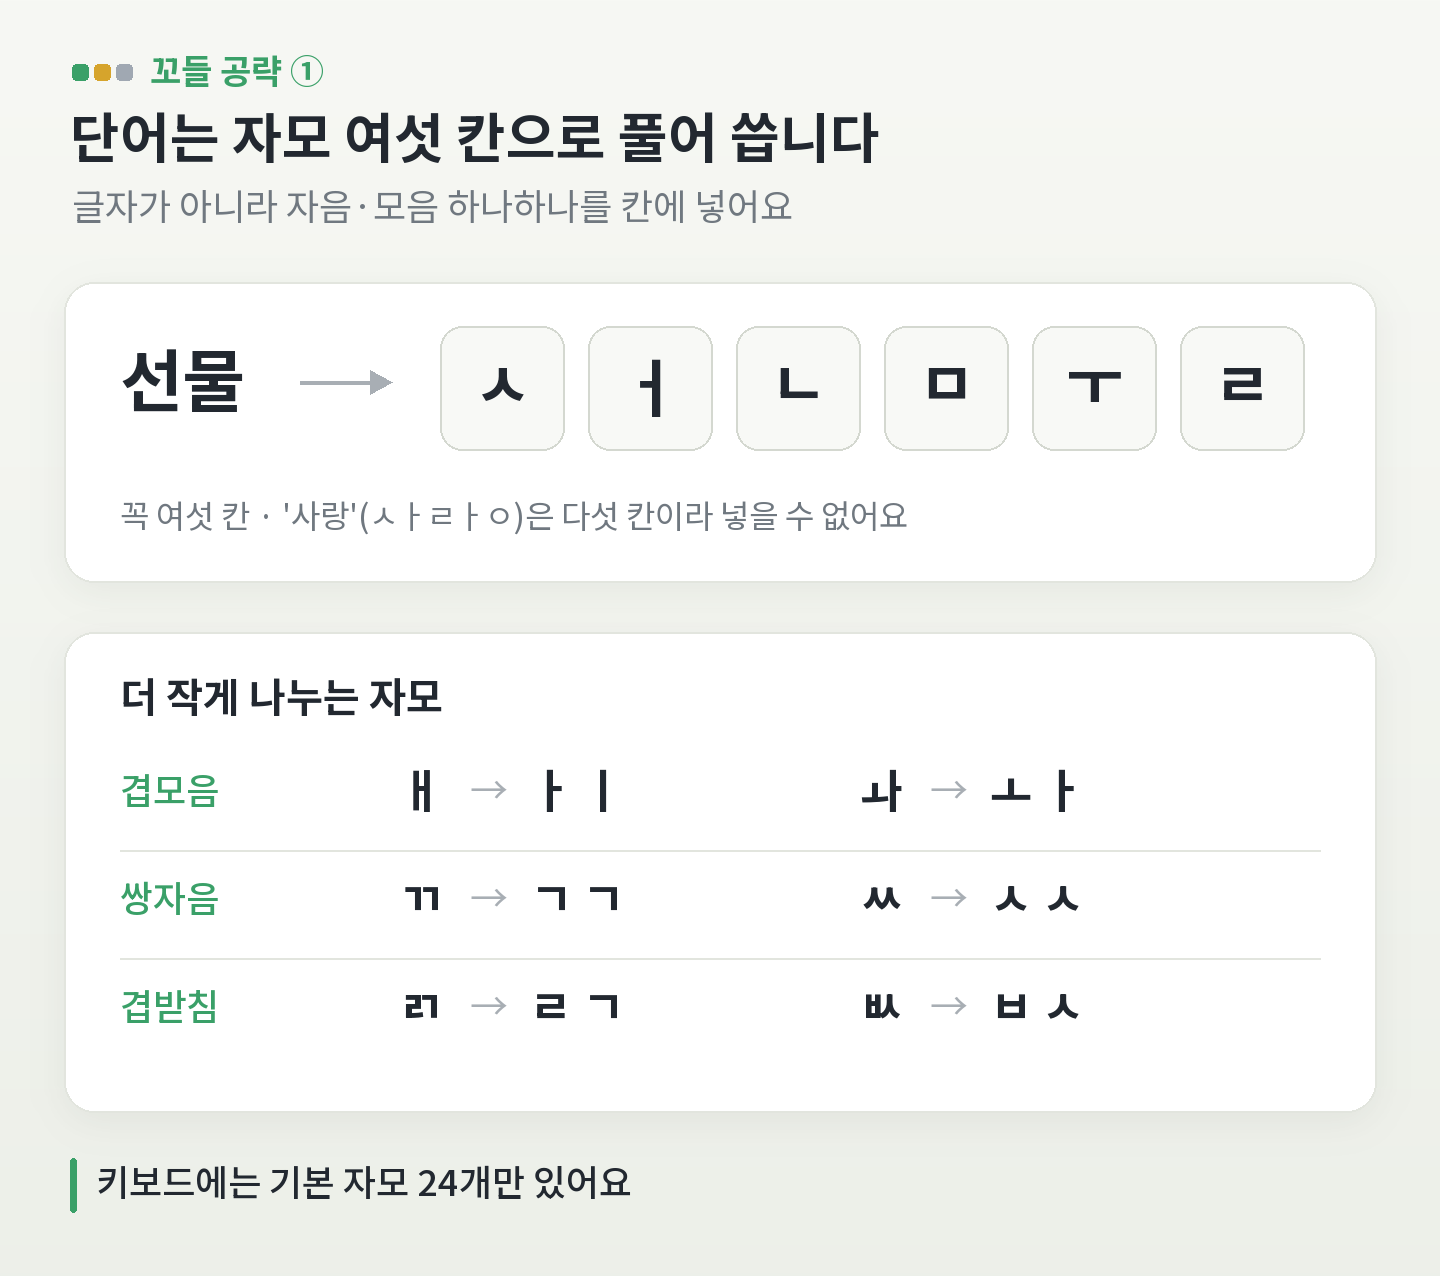 꼬들 공략 ①
단어는 자모 여섯 칸으로 풀어 씁니다
글자가 아니라 자음·모음 하나하나를 칸에 넣어요
선물 → ㅅ ㅓ ㄴ ㅁ ㅜ ㄹ
꼭 여섯 칸 · '사랑'(ㅅㅏㄹㅏㅇ)은 다섯 칸이라 넣을 수 없어요
더 작게 나누는 자모
겹모음 ㅐ → ㅏ ㅣ ㅘ → ㅗ ㅏ
쌍자음 ㄲ → ㄱ ㄱ ㅆ → ㅅ ㅅ
겹받침 ㄺ → ㄹ ㄱ ㅄ → ㅂ ㅅ
키보드에는 기본 자모 24개만 있어요